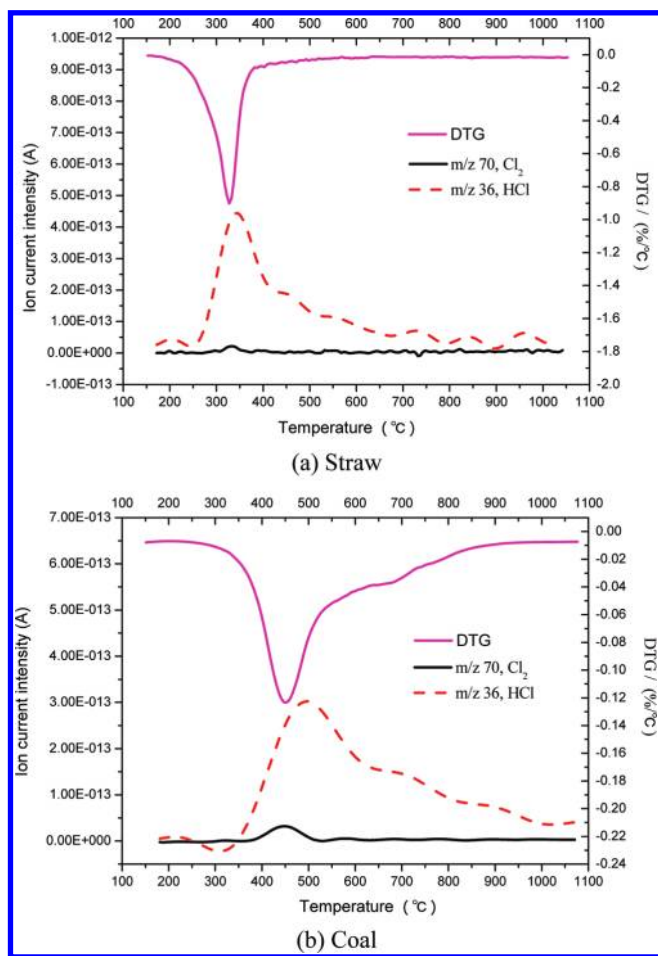 100 200 300 400 500 600 700 800 900 1000 1100
1.00E-012
9.00E-013
8.00E-013
7.00E-013
6.00E-013
5.00E-013
4.00E-013
3.00E-013
2.00E-013
1.00E-013
0.00E+000
-1.00E-013
Ion current intensity (A)
DTG
m/z 70, Cl₂
m/z 36, HCl
0.0
-0.2
-0.4
-0.6
-0.8
-1.0
-1.2
-1.4
-1.6
-1.8
-2.0
DTG / (%/℃)
100 200 300 400 500 600 700 800 900 1000 1100
Temperature (℃)
(a) Straw
100 200 300 400 500 600 700 800 900 1000 1100
7.00E-013
6.00E-013
5.00E-013
4.00E-013
3.00E-013
2.00E-013
1.00E-013
0.00E+000
Ion current intensity (A)
DTG
m/z 70, Cl₂
m/z 36, HCl
0.00
-0.02
-0.04
-0.06
-0.08
-0.10
-0.12
-0.14
-0.16
-0.18
-0.20
-0.22
-0.24
DTG / (%/℃)
100 200 300 400 500 600 700 800 900 1000 1100
Temperature (℃)
(b) Coal